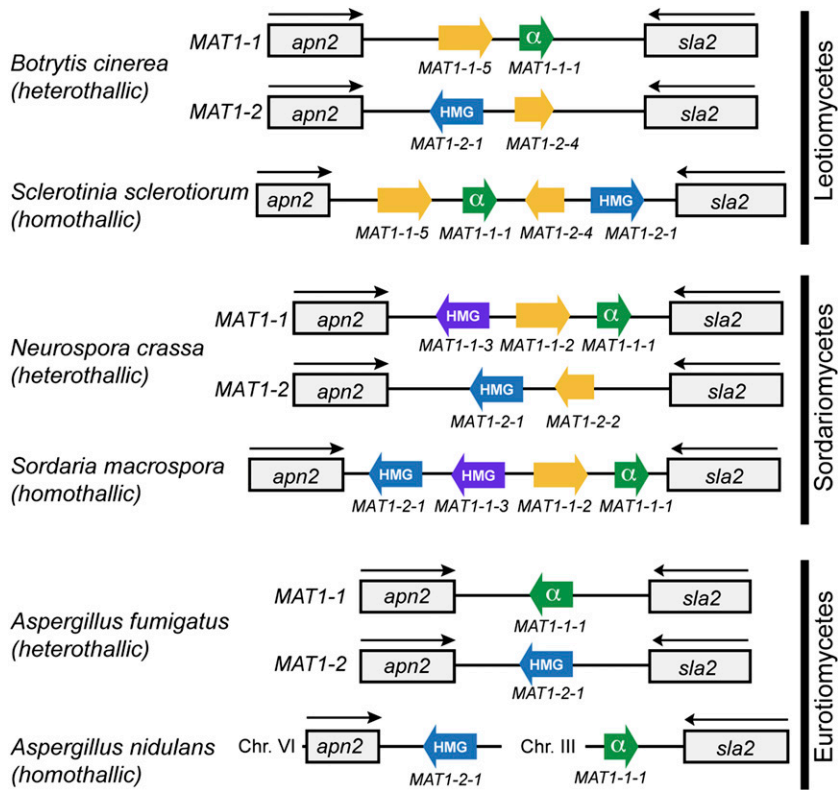 MAT1-1 apn2 α sla2
Botrytis cinerea
(heterothallic)
MAT1-1-5 MAT1-1-1
MAT1-2 apn2 HMG sla2
MAT1-2-1 MAT1-2-4
Sclerotinia sclerotiorum
(homothallic)
apn2 α HMG sla2
MAT1-1-5 MAT1-1-1 MAT1-2-4 MAT1-2-1
Leotiomycetes
MAT1-1 apn2 HMG α sla2
Neurospora crassa
(heterothallic)
MAT1-1-3 MAT1-1-2 MAT1-1-1
MAT1-2 apn2 HMG sla2
MAT1-2-1 MAT1-2-2
Sordaria macrospora
(homothallic)
apn2 HMG HMG α sla2
MAT1-2-1 MAT1-1-3 MAT1-1-2 MAT1-1-1
Sordariomycetes
MAT1-1 apn2 α sla2
Aspergillus fumigatus
(heterothallic)
MAT1-1-1
MAT1-2 apn2 HMG sla2
MAT1-2-1
Aspergillus nidulans
(homothallic)
Chr. VI apn2 HMG Chr. III α sla2
MAT1-2-1 MAT1-1-1
Eurotiomycetes